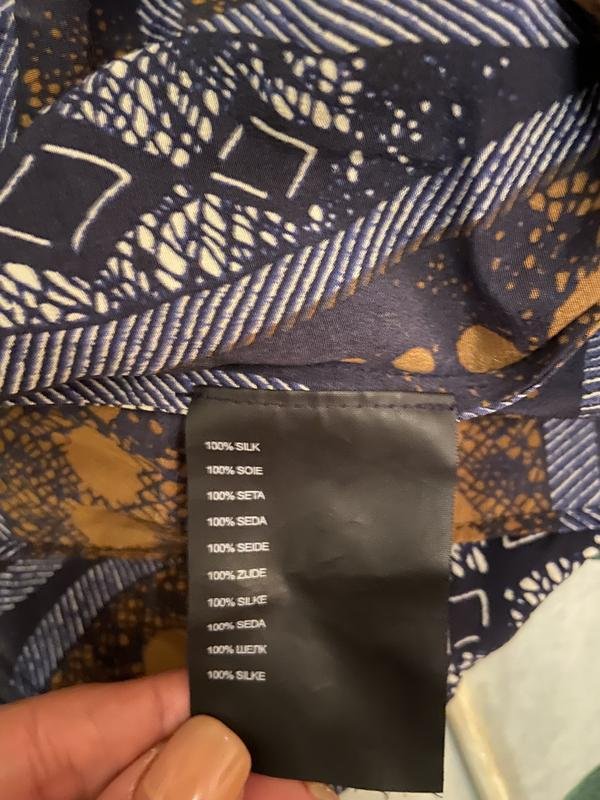 100% SILK
100% SOIE
100% SETA
100% SEDA
100% SEIDE
100% ZIJDE
100% SILKE
100% SEDA
100% ШЕЛК
100% SILKE